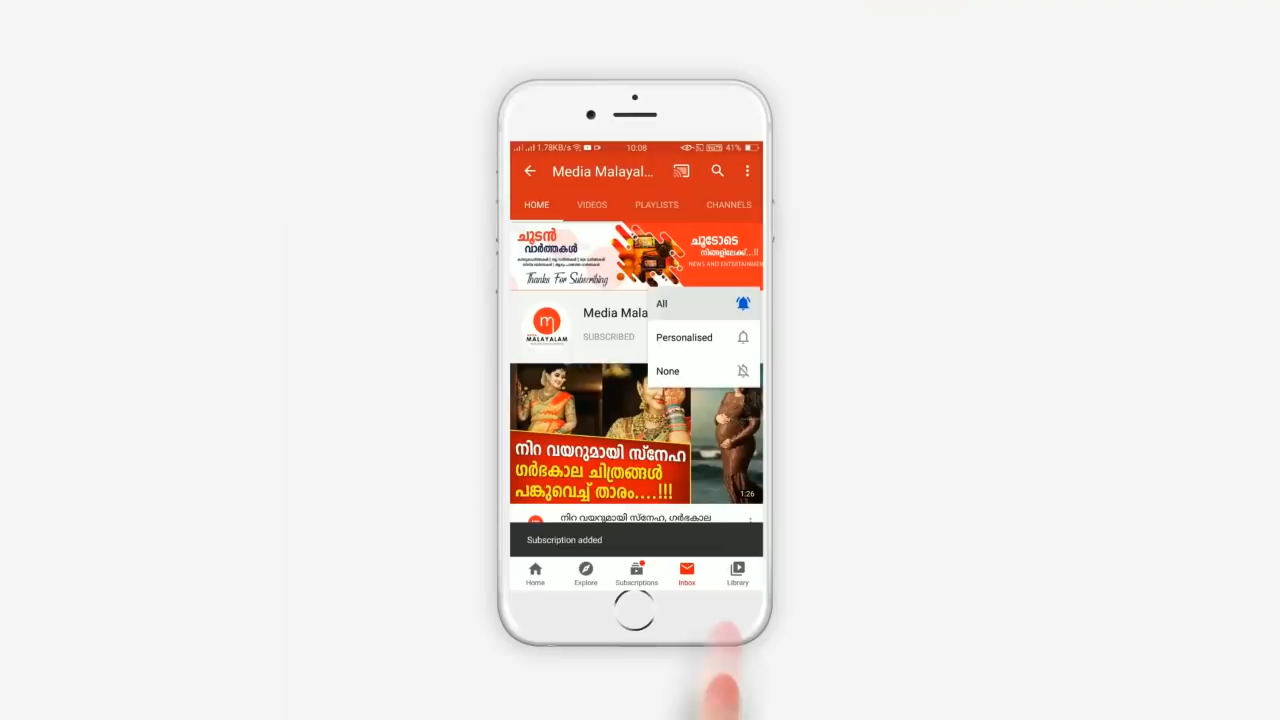 1.78KB/s
10:08
41%
Media Malayal...
HOME VIDEOS PLAYLISTS CHANNELS
ചൂടൻ
വാർത്തകൾ
Thanks For Subscribing
ചൂടോടെ
നിങ്ങളിലേക്ക്...!!
NEWS AND ENTERTAINMEN
All
Media Mala
MALAYALAM
SUBSCRIBED
Personalised
None
നിറ വയറുമായി സ്നേഹ
ഗർഭകാല ചിത്രങ്ങൾ
പങ്കുവെച്ച് താരം....!!!
1:26
നിറ വയറുമായി സ്നേഹ, ഗർഭകാല
Subscription added
Home Explore Subscriptions Inbox Library